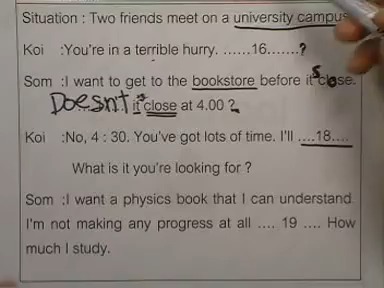 Situation : Two friends meet on a university campus
Koi :You're in a terrible hurry. ......16.......?
Som :I want to get to the bookstore before it closes.
Doesn't it close at 4.00 ?
Koi :No, 4 : 30. You've got lots of time. I'll ....18....
What is it you're looking for ?
Som :I want a physics book that I can understand
I'm not making any progress at all .... 19 .... How
much I study.